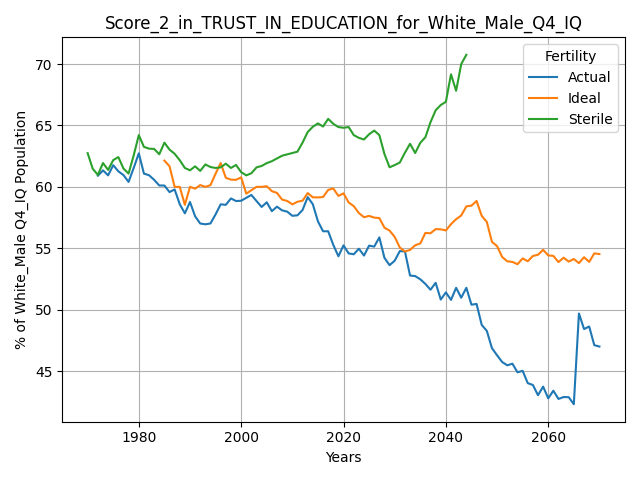 Score_2_in_TRUST_IN_EDUCATION_for_White_Male_Q4_IQ
Fertility
Actual
Ideal
Sterile
% of White_Male Q4_IQ Population
70
65
60
55
50
45
1980
2000
2020
2040
2060
Years